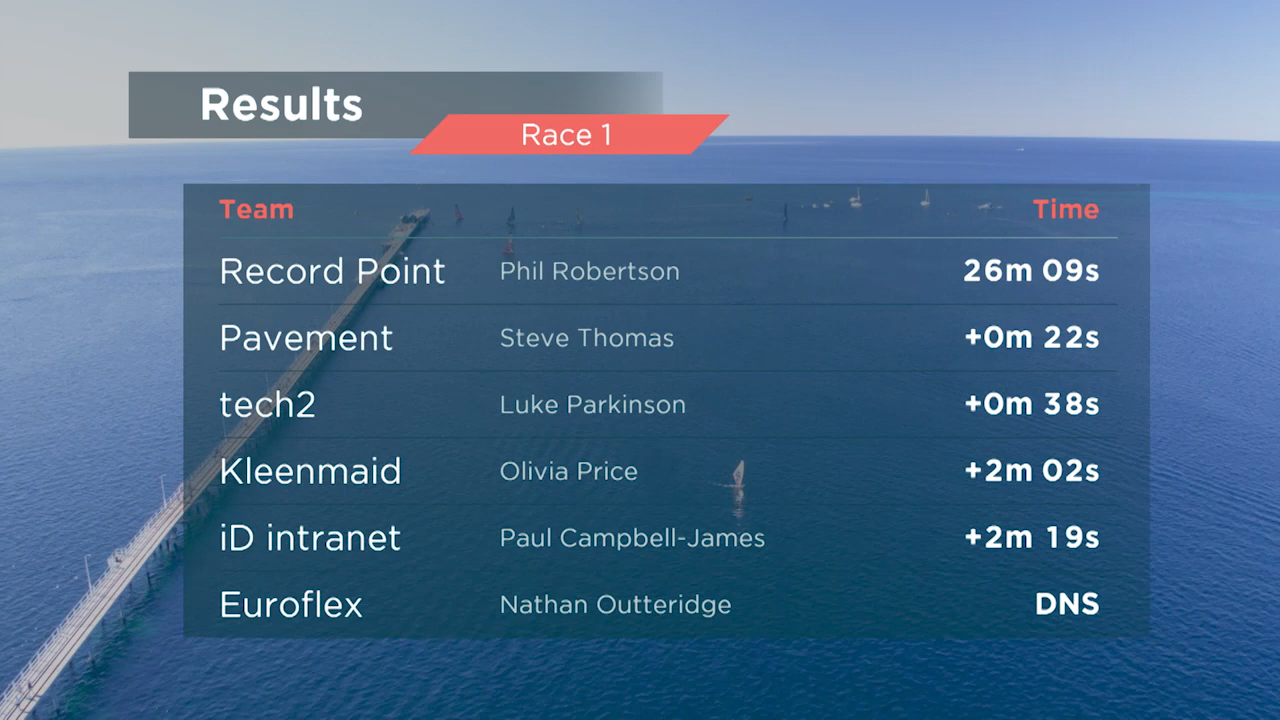 Results
Race 1
Team Time
Record Point Phil Robertson 26m 09s
Pavement Steve Thomas +0m 22s
tech2 Luke Parkinson +0m 38s
Kleenmaid Olivia Price +2m 02s
iD intranet Paul Campbell-James +2m 19s
Euroflex Nathan Outteridge DNS